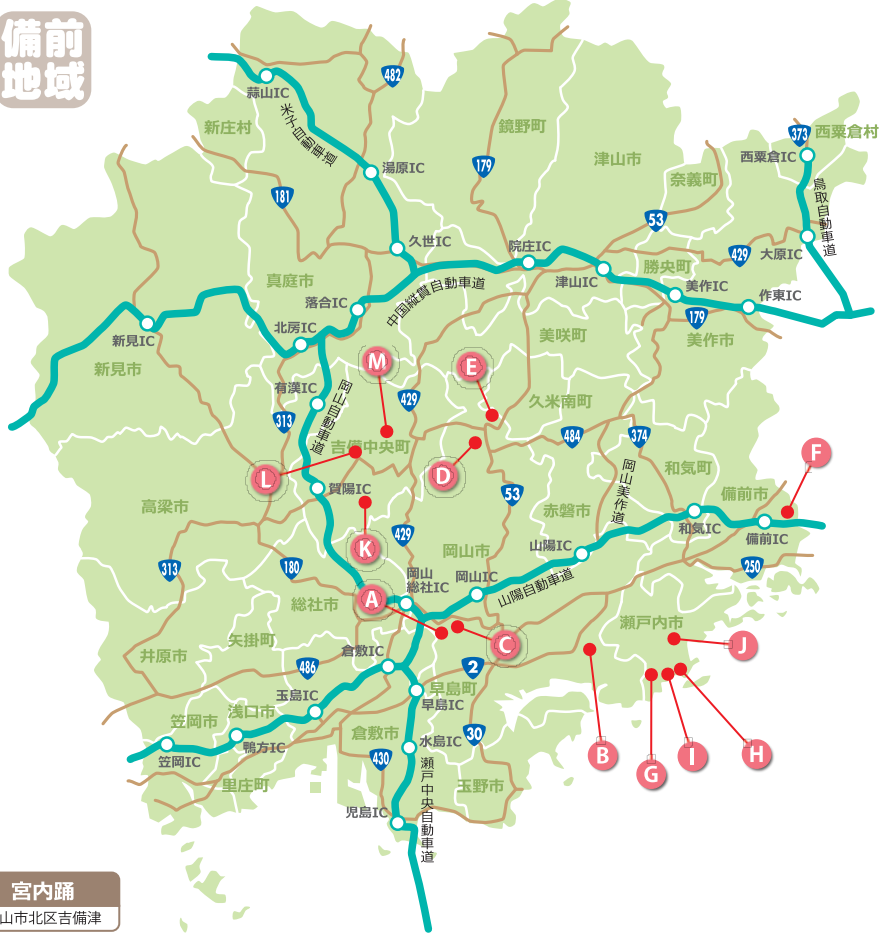 備前
地域
482
蒜山IC
米子自動車道
新庄村
鏡野町
373
西粟倉村
西粟倉IC
津山市
湯原IC
179
奈義町
181
鳥取自動車道
53
久世IC
院庄IC
大原IC
429
津山IC
勝央町
真庭市
中国縦貫自動車道
美作IC
作東IC
落合IC
179
北房IC
美咲町
美作市
新見IC
新見市
M
E
有漢IC
岡山自動車道
429
久米南町
313
吉備中央町
484
374
F
L
D
岡山美作道
和気町
賀陽IC
備前市
53
高梁市
赤磐市
和気IC
備前IC
K
429
岡山市
山陽IC
313
180
250
岡山
総社IC
岡山IC
山陽自動車道
総社市
A
瀬戸内市
矢掛町
C
J
井原市
倉敷IC
486
2
早島町
玉島IC
早島IC
笠岡市
浅口市
倉敷市
30
水島IC
鴨方IC
笠岡IC
430
B
G
I
H
里庄町
玉野市
瀬戸中央自動車道
児島IC
宮内踊
山市北区吉備津